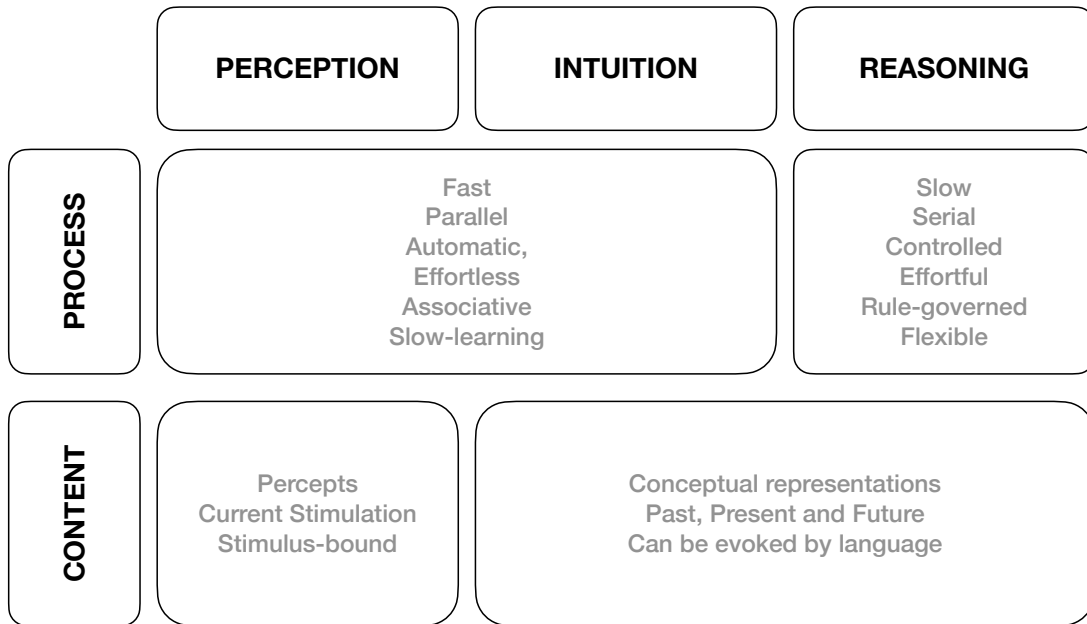 PERCEPTION
INTUITION
REASONING
PROCESS
Fast
Parallel
Automatic,
Effortless
Associative
Slow-learning
Slow
Serial
Controlled
Effortful
Rule-governed
Flexible
CONTENT
Percepts
Current Stimulation
Stimulus-bound
Conceptual representations
Past, Present and Future
Can be evoked by language